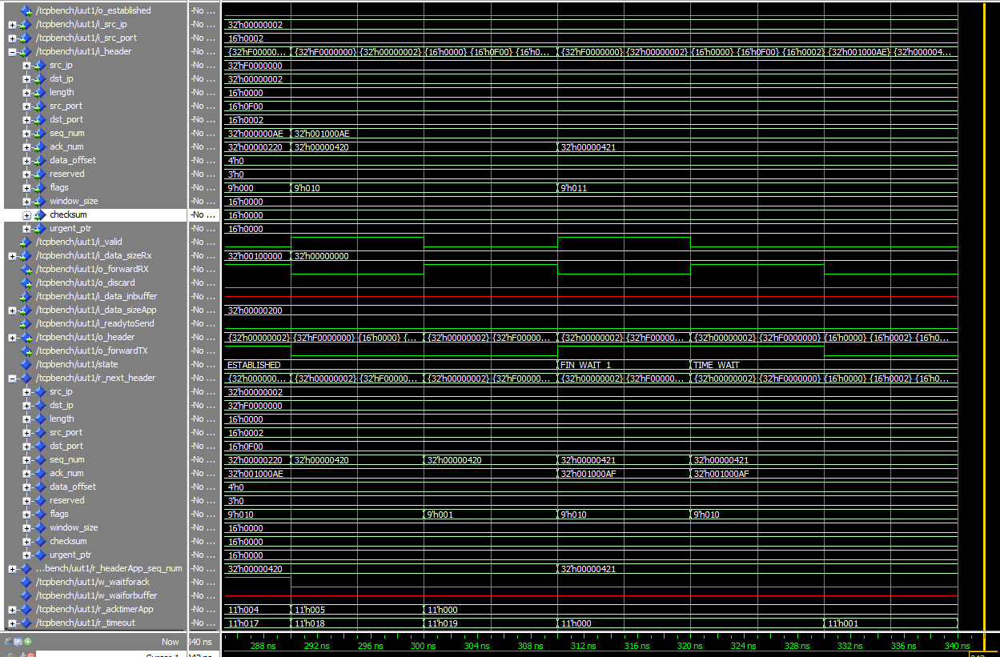 /tcpbench/uut1/o_established -No ...
/tcpbench/uut1/i_src_ip -No ... 32'h00000002
/tcpbench/uut1/i_src_port -No ... 16'h0002
/tcpbench/uut1/i_header -No ... {32'hF00000... {32'hF0000000} {32'h00000002} {16'h0000} {16'h0F00} {16'h0... {32'hF0000000} {32'h00000002} {16'h0000} {16'h0F00} {16'h0002} {32'h001000AE} {32'h000004...
src_ip -No ... 32'hF0000000
dst_ip -No ... 32'h00000002
length -No ... 16'h0000
src_port -No ... 16'h0F00
dst_port -No ... 16'h0002
seq_num -No ... 32'h000000AE 32'h001000AE
ack_num -No ... 32'h00000220 32'h00000420 32'h00000421
data_offset -No ... 4'h0
reserved -No ... 3'h0
flags -No ... 9'h000 9'h010 9'h011
window_size -No ... 16'h0000
checksum -No ... 16'h0000
urgent_ptr -No ... 16'h0000
/tcpbench/uut1/i_valid -No ...
/tcpbench/uut1/i_data_sizeRx -No ... 32'h00100000 32'h00000000
/tcpbench/uut1/o_forwardRX -No ...
/tcpbench/uut1/o_discard -No ...
/tcpbench/uut1/i_data_inbuffer -No ...
/tcpbench/uut1/i_data_sizeApp -No ... 32'h00000200
/tcpbench/uut1/i_readytoSend -No ...
/tcpbench/uut1/o_header -No ... {32'h00000002} {32'hF0000000} {16'h0000} {... {32'h00000002} {32'hF00000... {32'h00000002} {32'hF00000... {32'h00000002} {32'hF0000000} {16'h0000} {16'h0002} {16'h0...
/tcpbench/uut1/o_forwardTX -No ...
/tcpbench/uut1/state -No ... ESTABLISHED FIN_WAIT_1 TIME_WAIT
/tcpbench/uut1/r_next_header -No ... {32'h000000... {32'h00000002} {32'hF00000... {32'h00000002} {32'hF00000... {32'h00000002} {32'hF00000... {32'h00000002} {32'hF0000000} {16'h0000} {16'h0002} {16'h0...
src_ip -No ... 32'h00000002
dst_ip -No ... 32'hF0000000
length -No ... 16'h0000
src_port -No ... 16'h0002
dst_port -No ... 16'h0F00
seq_num -No ... 32'h00000220 32'h00000420 32'h00000420 32'h00000421 32'h00000421
ack_num -No ... 32'h001000AE 32'h001000AF 32'h001000AF
data_offset -No ... 4'h0
reserved -No ... 3'h0
flags -No ... 9'h010 9'h001 9'h010 9'h010
window_size -No ... 16'h0000
checksum -No ... 16'h0000
urgent_ptr -No ... 16'h0000
...bench/uut1/r_headerApp_seq_num -No ... 32'h00000420 32'h00000421
/tcpbench/uut1/w_waitforack -No ...
/tcpbench/uut1/w_waiforbuffer -No ...
/tcpbench/uut1/r_acktimerApp -No ... 11'h004 11'h005 11'h000
/tcpbench/uut1/r_timeout -No ... 11'h017 11'h018 11'h019 11'h000 11'h001
Now 340 ns 288 ns 292 ns 296 ns 300 ns 304 ns 308 ns 312 ns 316 ns 320 ns 324 ns 328 ns 332 ns 336 ns 340 ns